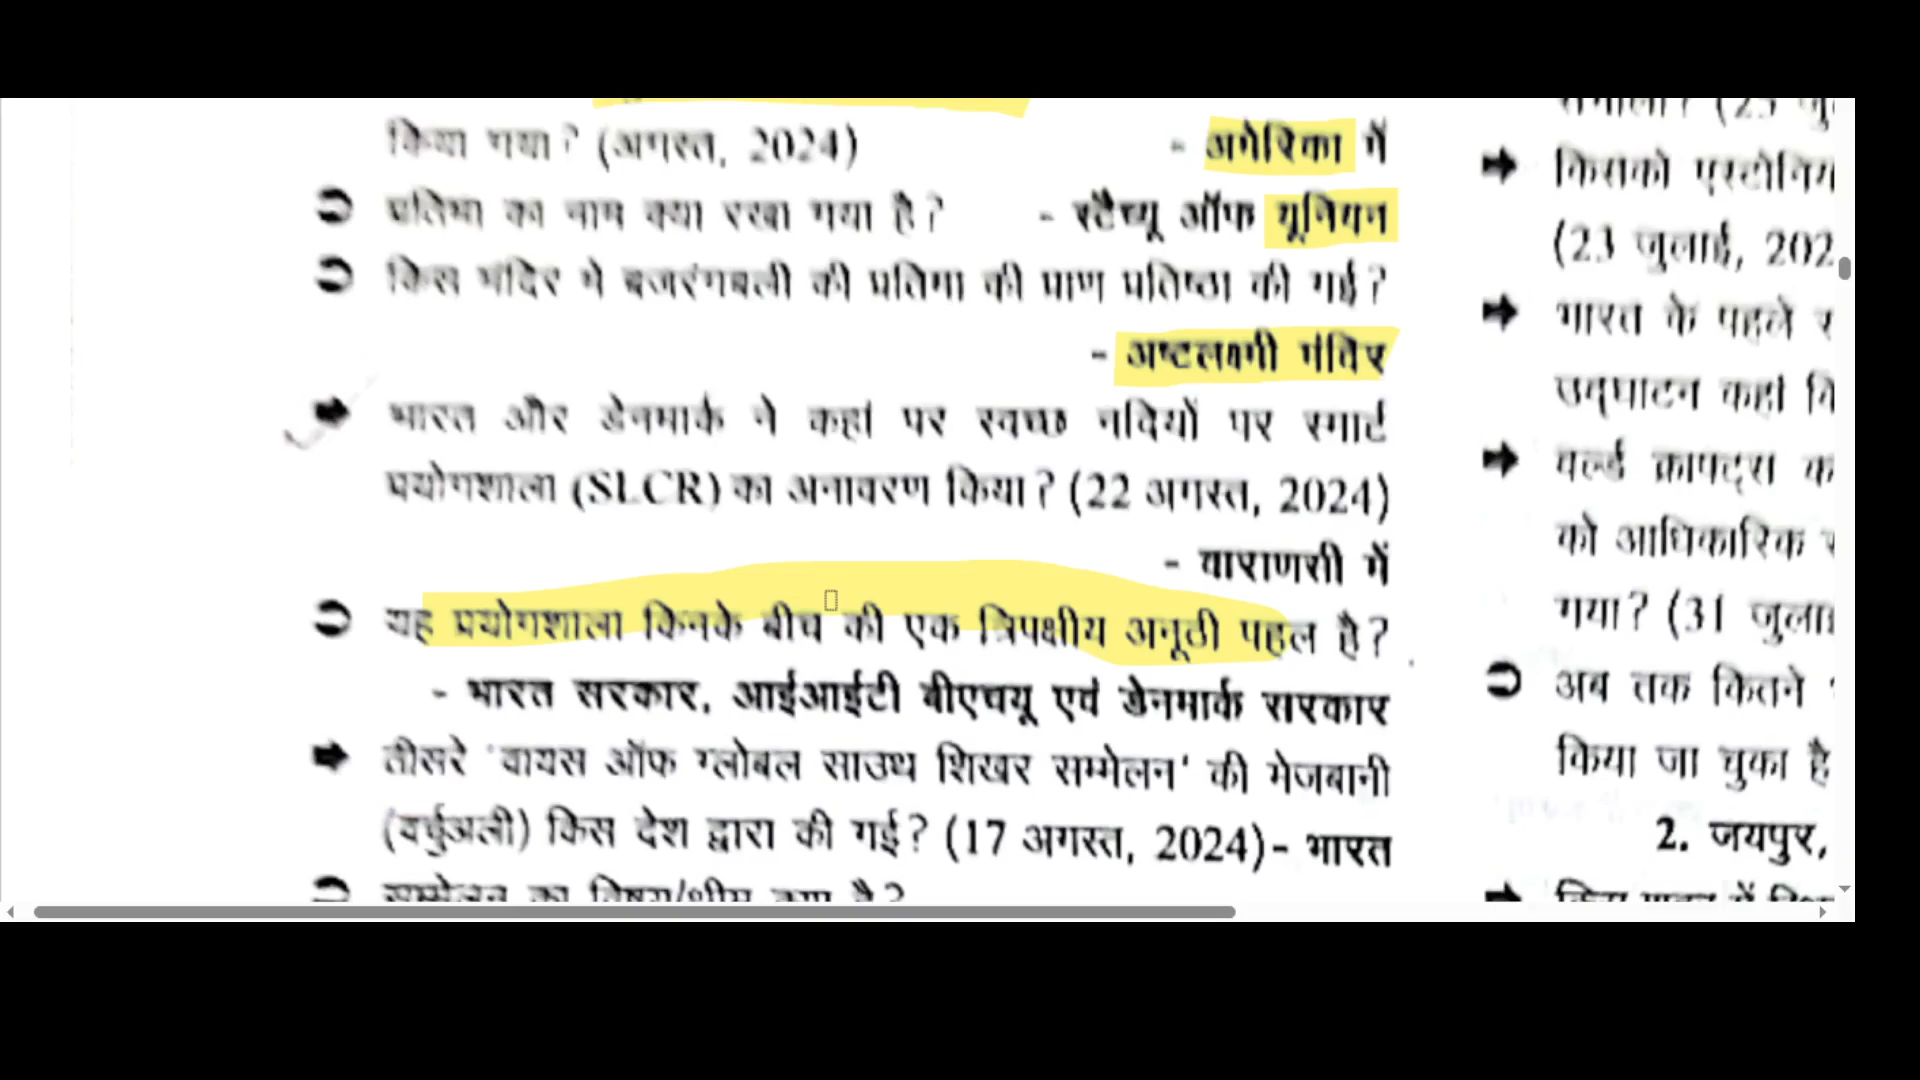 किया गया? (अगस्त, 2024) - अमेरिका में
प्रतिमा का नाम क्या रखा गया है? - स्टैच्यू ऑफ यूनियन
किस मंदिर में बजरंगबली की प्रतिमा की प्राण प्रतिष्ठा की गई?
- अष्टलक्ष्मी मंदिर
भारत और डेनमार्क ने कहां पर स्वच्छ नदियों पर स्मार्ट
प्रयोगशाला (SLCR) का अनावरण किया? (22 अगस्त, 2024)
- वाराणसी में
यह प्रयोगशाला किनके बीच की एक त्रिपक्षीय अनूठी पहल है?
- भारत सरकार, आईआईटी बीएचयू एवं डेनमार्क सरकार
तीसरे 'वायस ऑफ ग्लोबल साउथ शिखर सम्मेलन' की मेजबानी
(वर्चुअली) किस देश द्वारा की गई? (17 अगस्त, 2024)- भारत
सम्मेलन का विषय/थीम क्या है?
किसको एस्टोनिया
(23 जुलाई, 202
भारत के पहले
उद्घाटन कहां
वर्ल्ड क्राफ्ट्स
को आधिकारिक
गया? (31 जुला
अब तक कितने
किया जा चुका है
2. जयपुर,